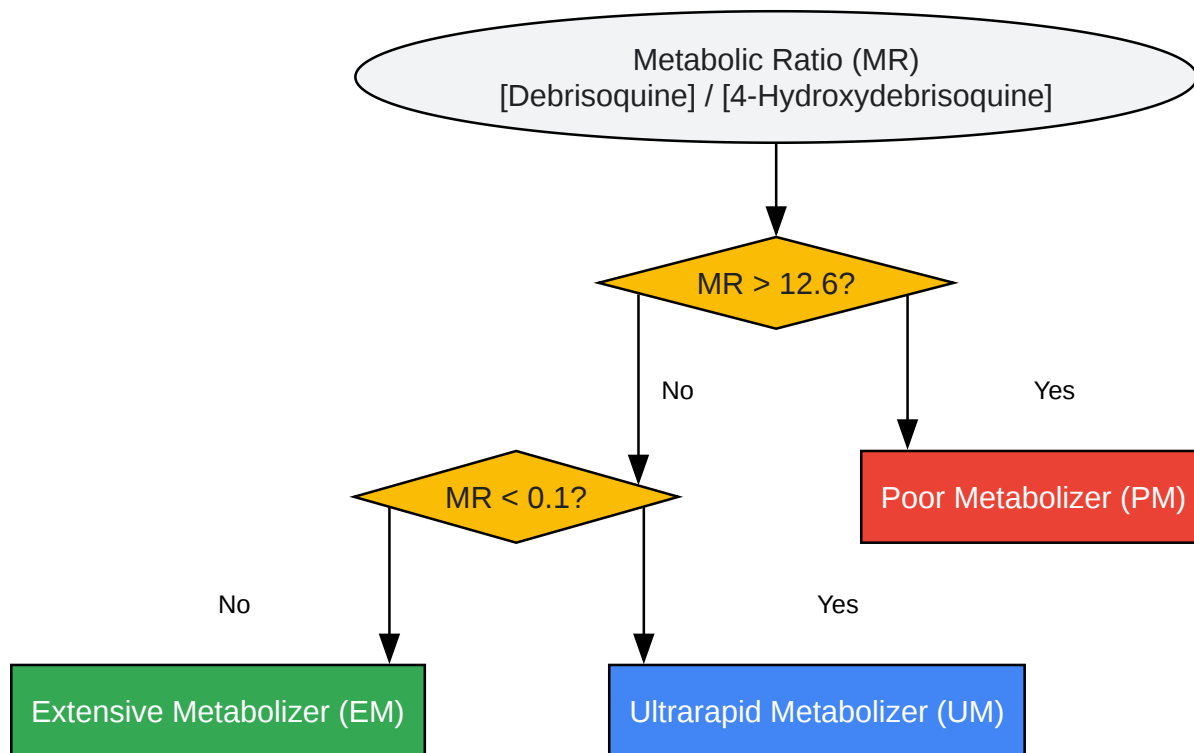 Metabolic Ratio (MR)
[Debrisoquine] / [4-Hydroxydebrisoquine]
MR > 12.6?
No
Yes
MR < 0.1?
Poor Metabolizer (PM)
No
Yes
Extensive Metabolizer (EM)
Ultrarapid Metabolizer (UM)